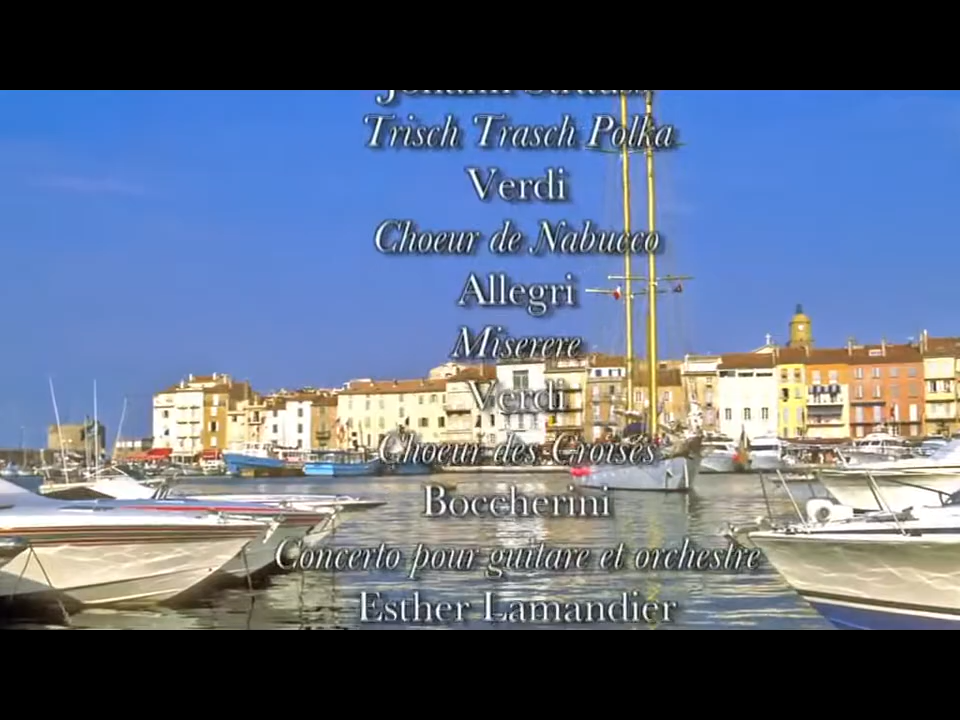 Trisch Trasch Polka
Verdi
Choeur de Nabucco
Allegri
Miserere
Verdi
Choeur des Croisés
Boccherini
Concerto pour guitare et orchestre
Esther Lamandier